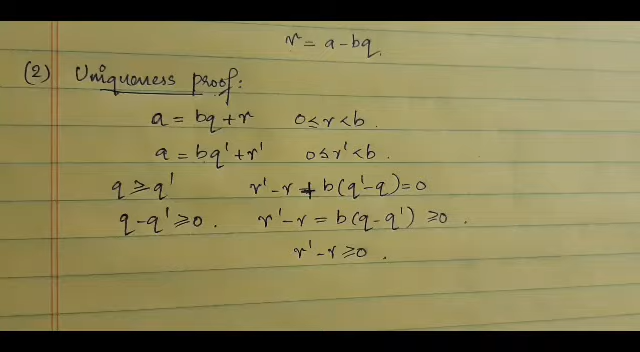 r = a - bq
(2) Uniqueness proof:
a = bq + r 0 ≤ r < b.
a = bq' + r' 0 ≤ r' < b.
q ≥ q' r' - r + b(q' - q) = 0
q - q' ≥ 0. r' - r = b(q - q') ≥ 0.
r' - r ≥ 0.